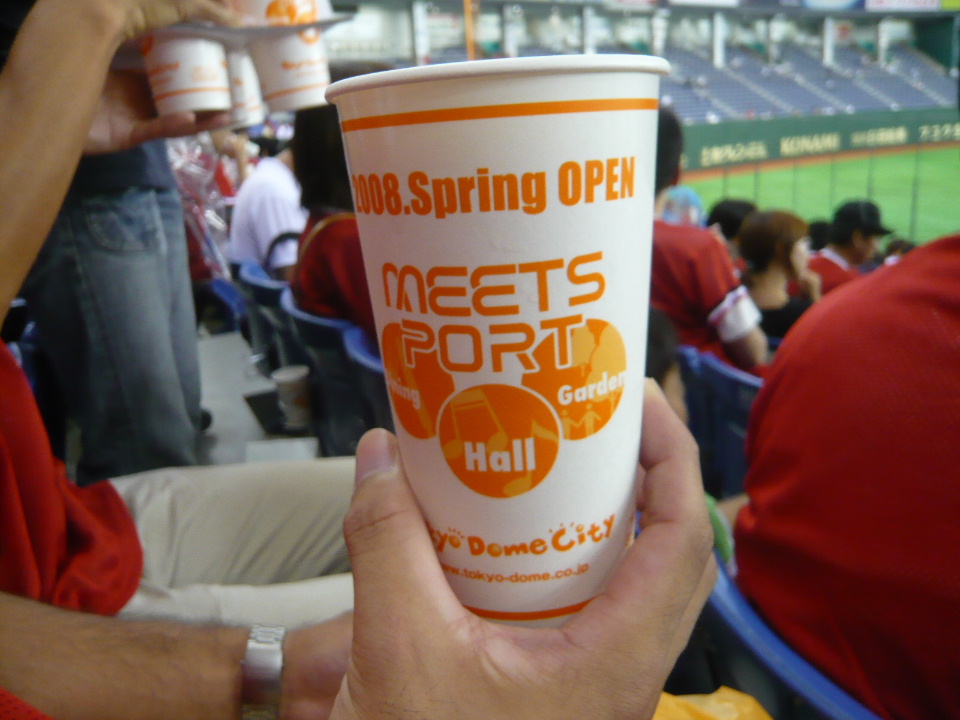 2008.Spring OPEN
MEETS
PORT
Garden
Hall
Dome City
www.tokyo-dome.co.jp
KONAMI